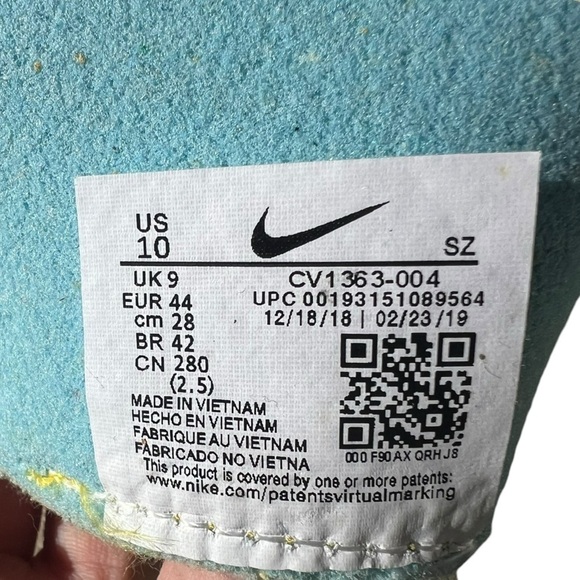 US
10
SZ
UK 9
EUR 44
cm 28
BR 42
CN 280
(2.5)
CV1363-004
UPC 00193151089564
12/18/18 | 02/23/19
000 F90 AX QRH J8
MADE IN VIETNAM
HECHO EN VIETNAM
FABRIQUE AU VIETNAM
FABRICADO NO VIETNA
This product is covered by one or more patents:
www.nike.com/patentsvirtualmarking